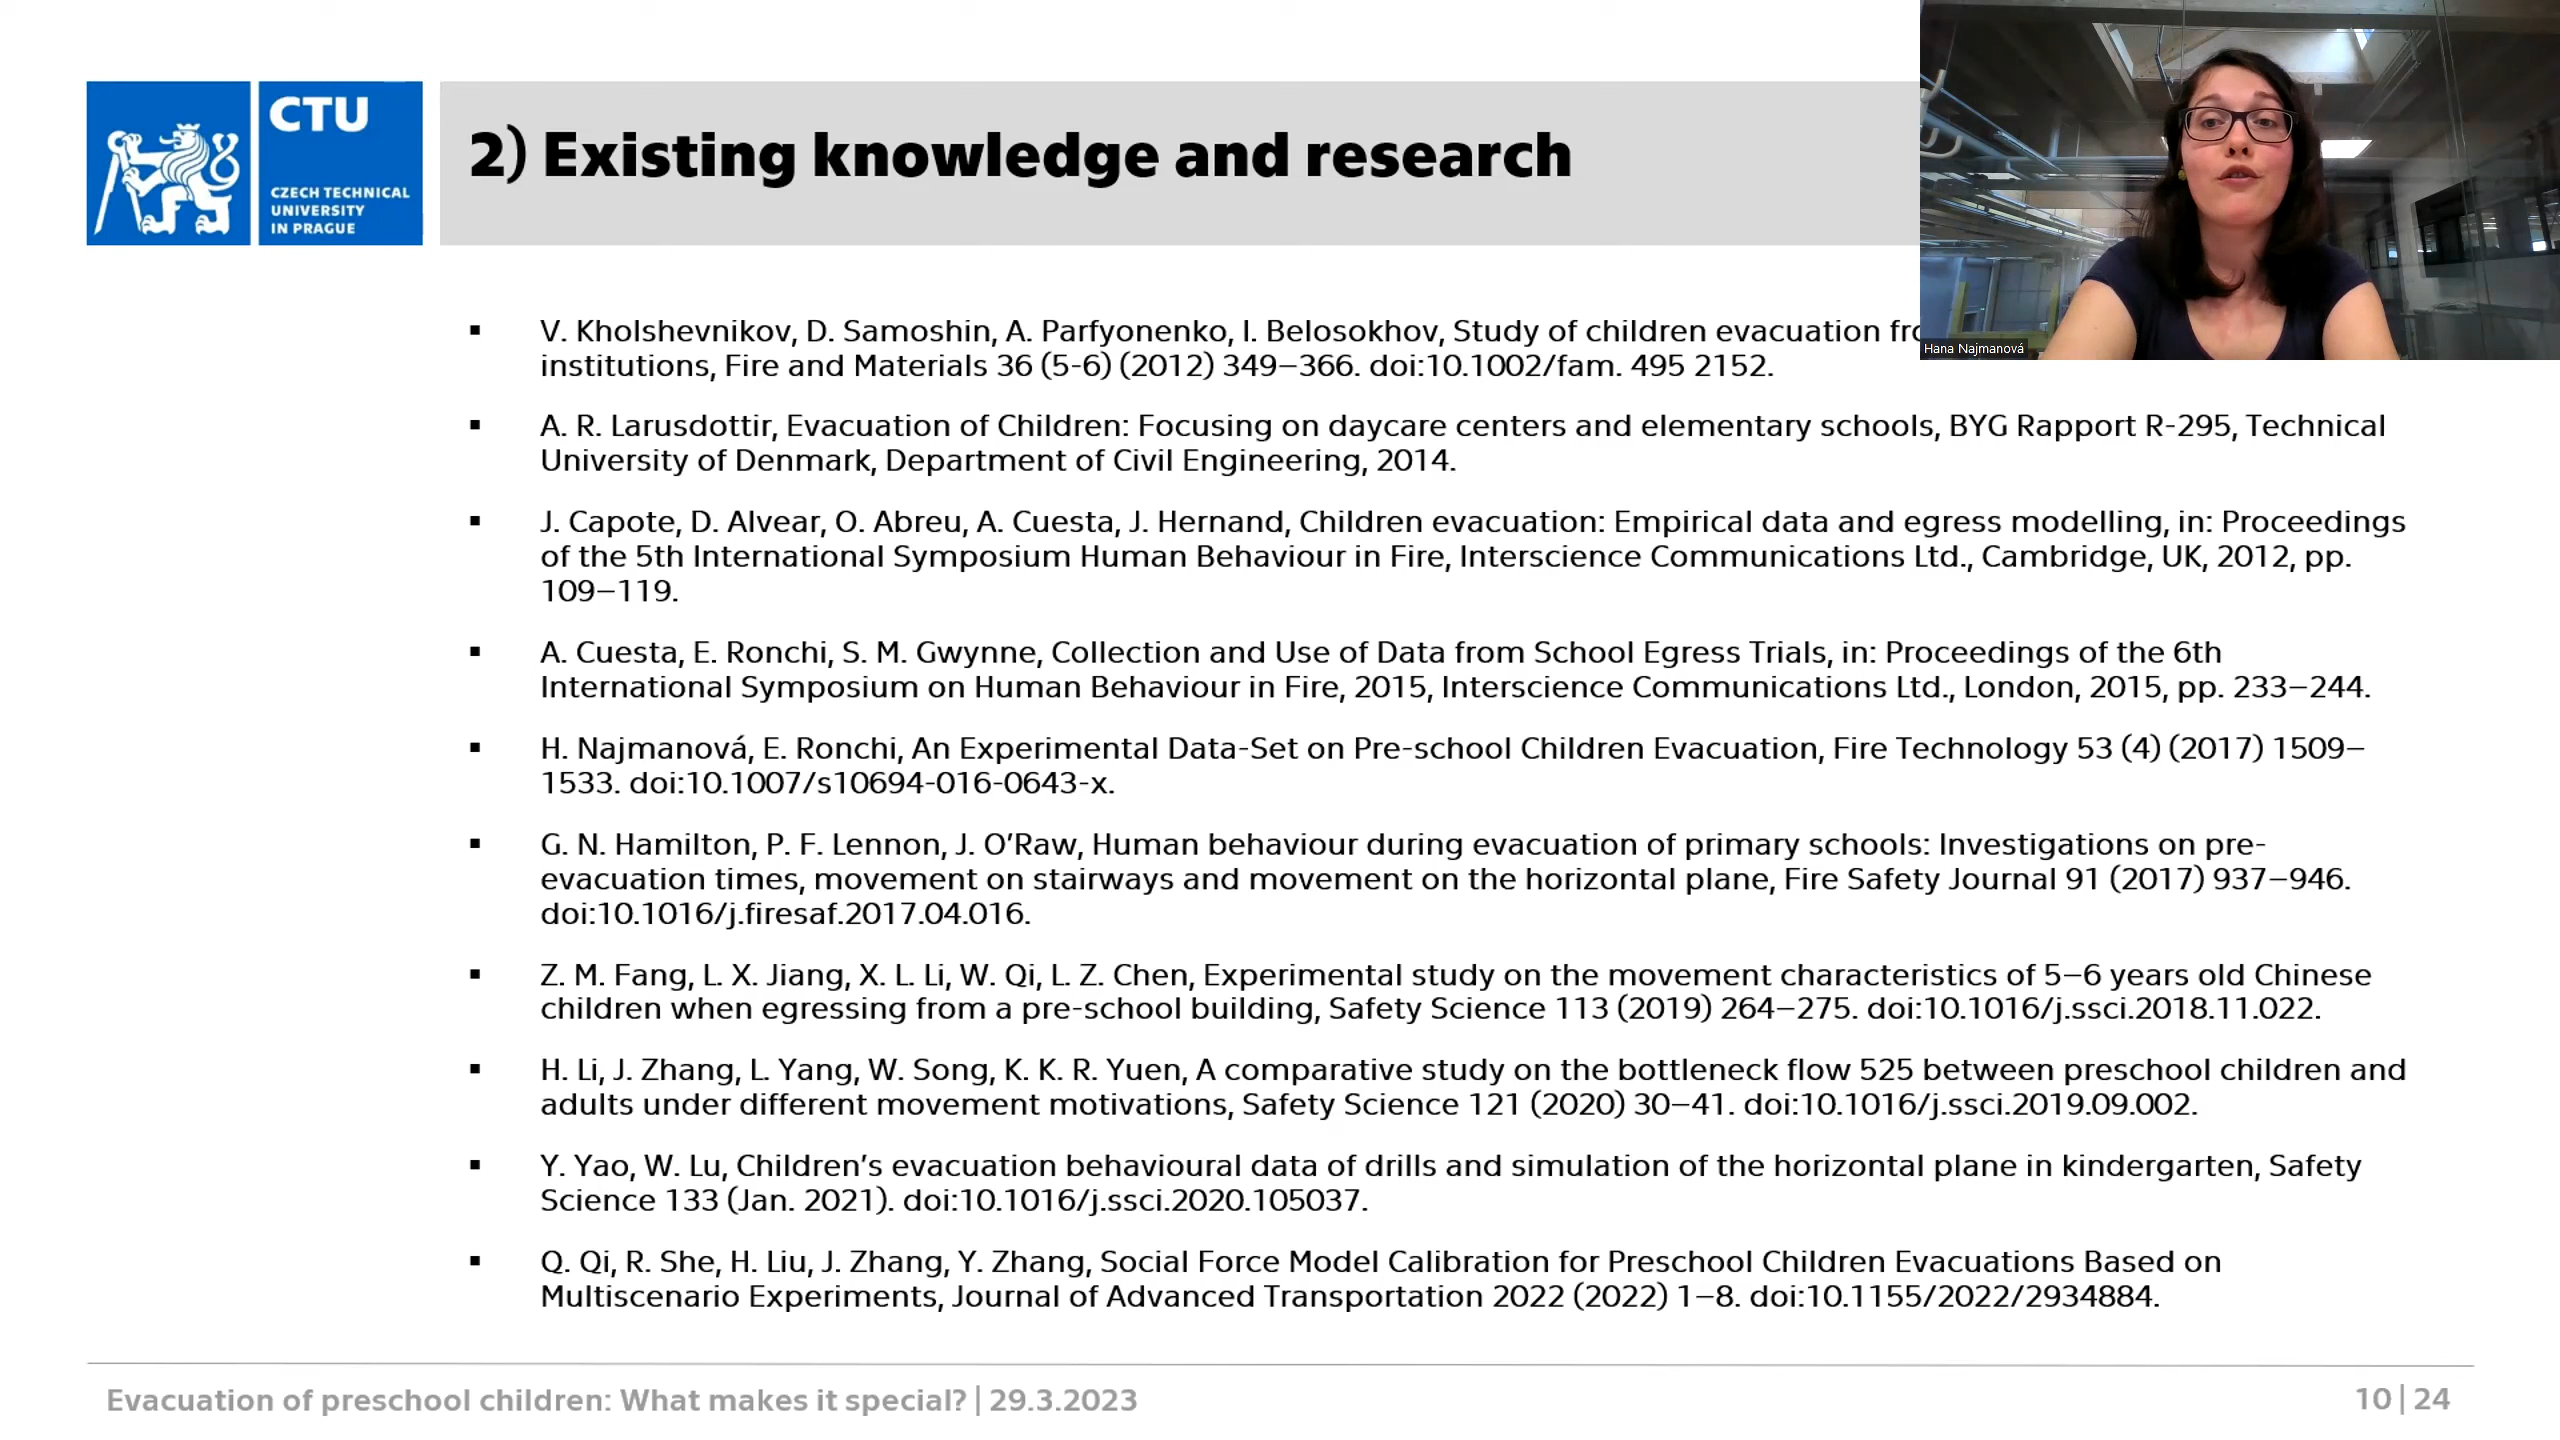 CTU
CZECH TECHNICAL
UNIVERSITY
IN PRAGUE
2) Existing knowledge and research
Hana Najmanová
▪ V. Kholshevnikov, D. Samoshin, A. Parfyonenko, I. Belosokhov, Study of children evacuation
institutions, Fire and Materials 36 (5-6) (2012) 349–366. doi:10.1002/fam. 495 2152.
▪ A. R. Larusdottir, Evacuation of Children: Focusing on daycare centers and elementary schools, BYG Rapport R-295, Technical
University of Denmark, Department of Civil Engineering, 2014.
▪ J. Capote, D. Alvear, O. Abreu, A. Cuesta, J. Hernand, Children evacuation: Empirical data and egress modelling, in: Proceedings
of the 5th International Symposium Human Behaviour in Fire, Interscience Communications Ltd., Cambridge, UK, 2012, pp.
109–119.
▪ A. Cuesta, E. Ronchi, S. M. Gwynne, Collection and Use of Data from School Egress Trials, in: Proceedings of the 6th
International Symposium on Human Behaviour in Fire, 2015, Interscience Communications Ltd., London, 2015, pp. 233–244.
▪ H. Najmanová, E. Ronchi, An Experimental Data-Set on Pre-school Children Evacuation, Fire Technology 53 (4) (2017) 1509–
1533. doi:10.1007/s10694-016-0643-x.
▪ G. N. Hamilton, P. F. Lennon, J. O’Raw, Human behaviour during evacuation of primary schools: Investigations on pre-
evacuation times, movement on stairways and movement on the horizontal plane, Fire Safety Journal 91 (2017) 937–946.
doi:10.1016/j.firesaf.2017.04.016.
▪ Z. M. Fang, L. X. Jiang, X. L. Li, W. Qi, L. Z. Chen, Experimental study on the movement characteristics of 5–6 years old Chinese
children when egressing from a pre-school building, Safety Science 113 (2019) 264–275. doi:10.1016/j.ssci.2018.11.022.
▪ H. Li, J. Zhang, L. Yang, W. Song, K. K. R. Yuen, A comparative study on the bottleneck flow 525 between preschool children and
adults under different movement motivations, Safety Science 121 (2020) 30–41. doi:10.1016/j.ssci.2019.09.002.
▪ Y. Yao, W. Lu, Children’s evacuation behavioural data of drills and simulation of the horizontal plane in kindergarten, Safety
Science 133 (Jan. 2021). doi:10.1016/j.ssci.2020.105037.
▪ Q. Qi, R. She, H. Liu, J. Zhang, Y. Zhang, Social Force Model Calibration for Preschool Children Evacuations Based on
Multiscenario Experiments, Journal of Advanced Transportation 2022 (2022) 1–8. doi:10.1155/2022/2934884.
Evacuation of preschool children: What makes it special? | 29.3.2023
10 | 24